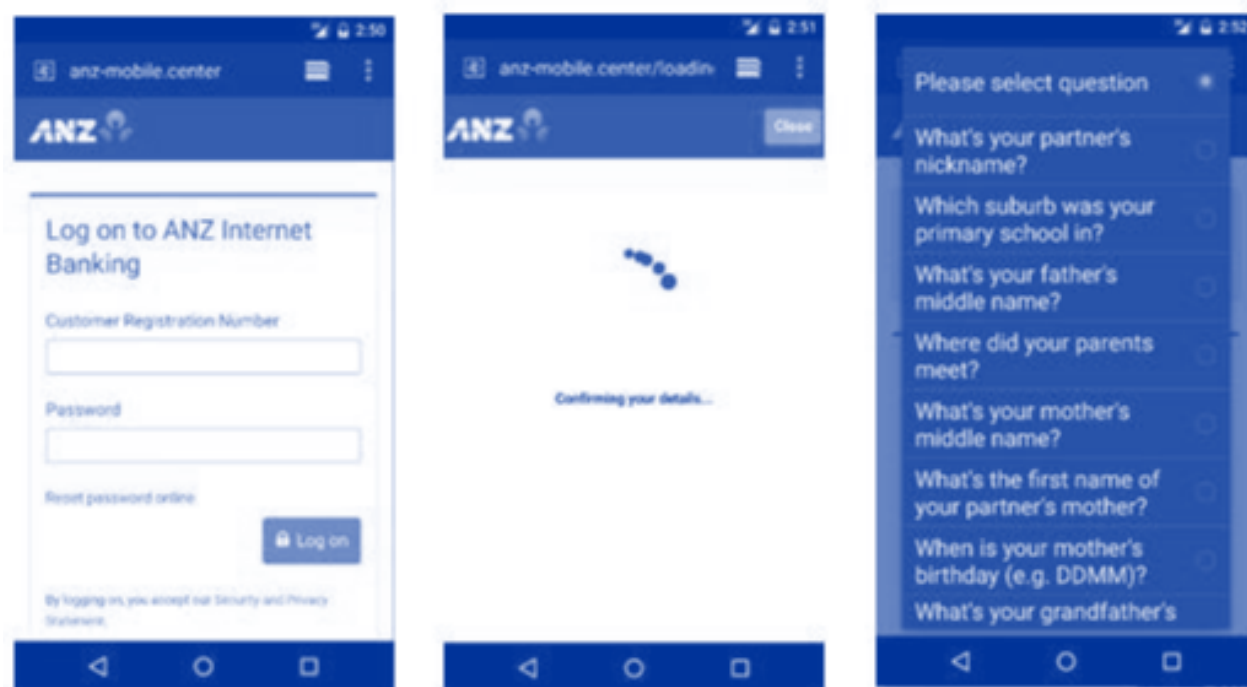 2:50
anz-mobile.center
ANZ
Log on to ANZ Internet
Banking
Customer Registration Number
Password
Reset password online
Log on
By logging on, you accept our Security and Privacy
Statement.
2:51
anz-mobile.center/loadin
ANZ
Close
Confirming your details...
2:52
Please select question
What's your partner's
nickname?
Which suburb was your
primary school in?
What's your father's
middle name?
Where did your parents
meet?
What's your mother's
middle name?
What's the first name of
your partner's mother?
When is your mother's
birthday (e.g. DDMM)?
What's your grandfather's